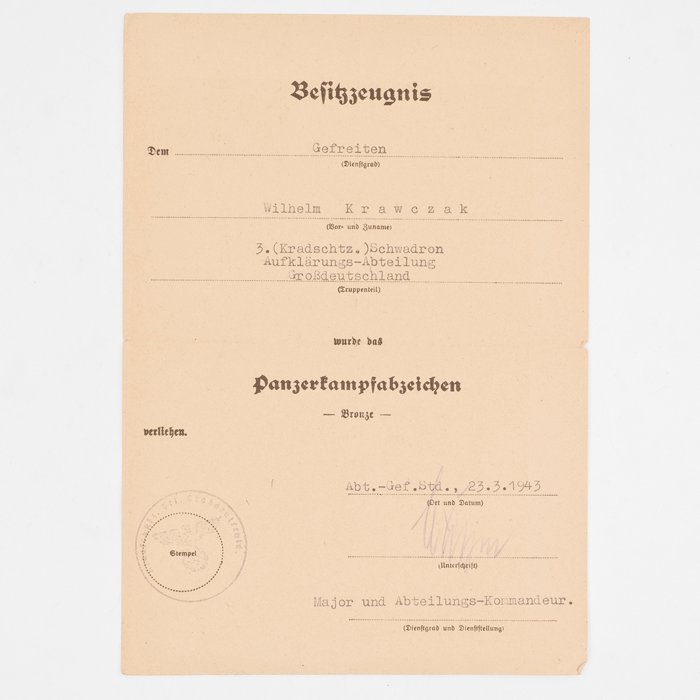 Besitzzeugnis
Dem Gefreiten
(Dienstgrad)
Wilhelm Krawczak
(Vor- und Zuname)
3.(Kradschtz.)Schwadron
Aufklärungs-Abteilung
Großdeutschland
(Truppenteil)
wurde das
Panzerkampfabzeichen
— Bronze —
verliehen.
Abt.-Gef.Std., 23.3.1943
(Ort und Datum)
Stempel
(Unterschrift)
Major und Abteilungs-Kommandeur.
(Dienstgrad und Dienststellung)